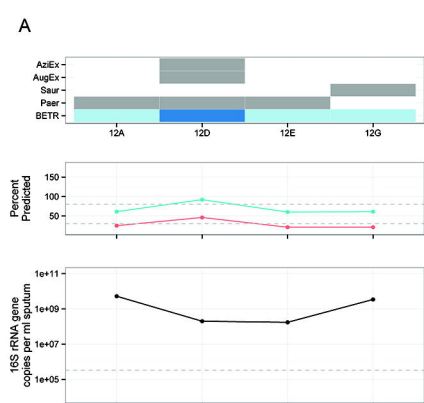 A
AziEx
AugEx
Saur
Paer
BETR
12A 12D 12E 12G
Percent
Predicted
150
100
50
16S rRNA gene
copies per ml sputum
1e+11
1e+09
1e+07
1e+05